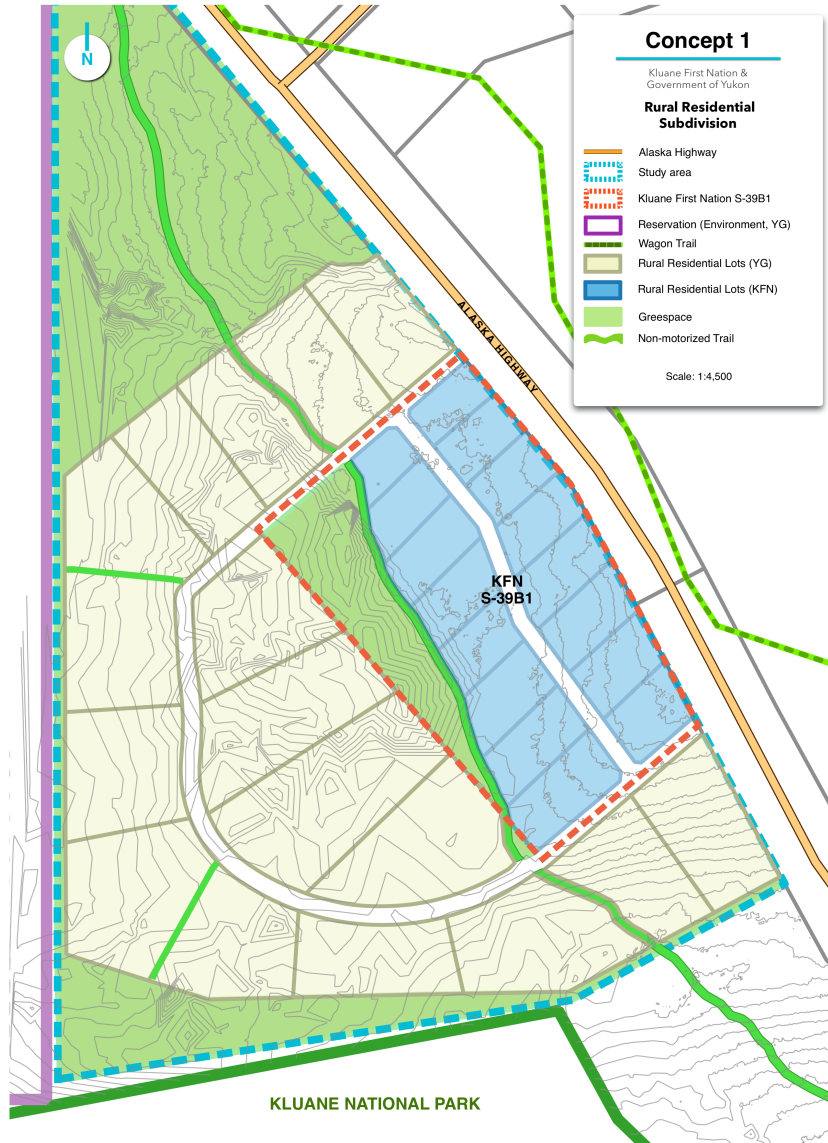 N
Concept 1
Kluane First Nation &
Government of Yukon
Rural Residential
Subdivision
Alaska Highway
Study area
Kluane First Nation S-39B1
Reservation (Environment, YG)
Wagon Trail
Rural Residential Lots (YG)
Rural Residential Lots (KFN)
Greespace
Non-motorized Trail
Scale: 1:4,500
ALASKA HIGHWAY
KFN
S-39B1
KLUANE NATIONAL PARK